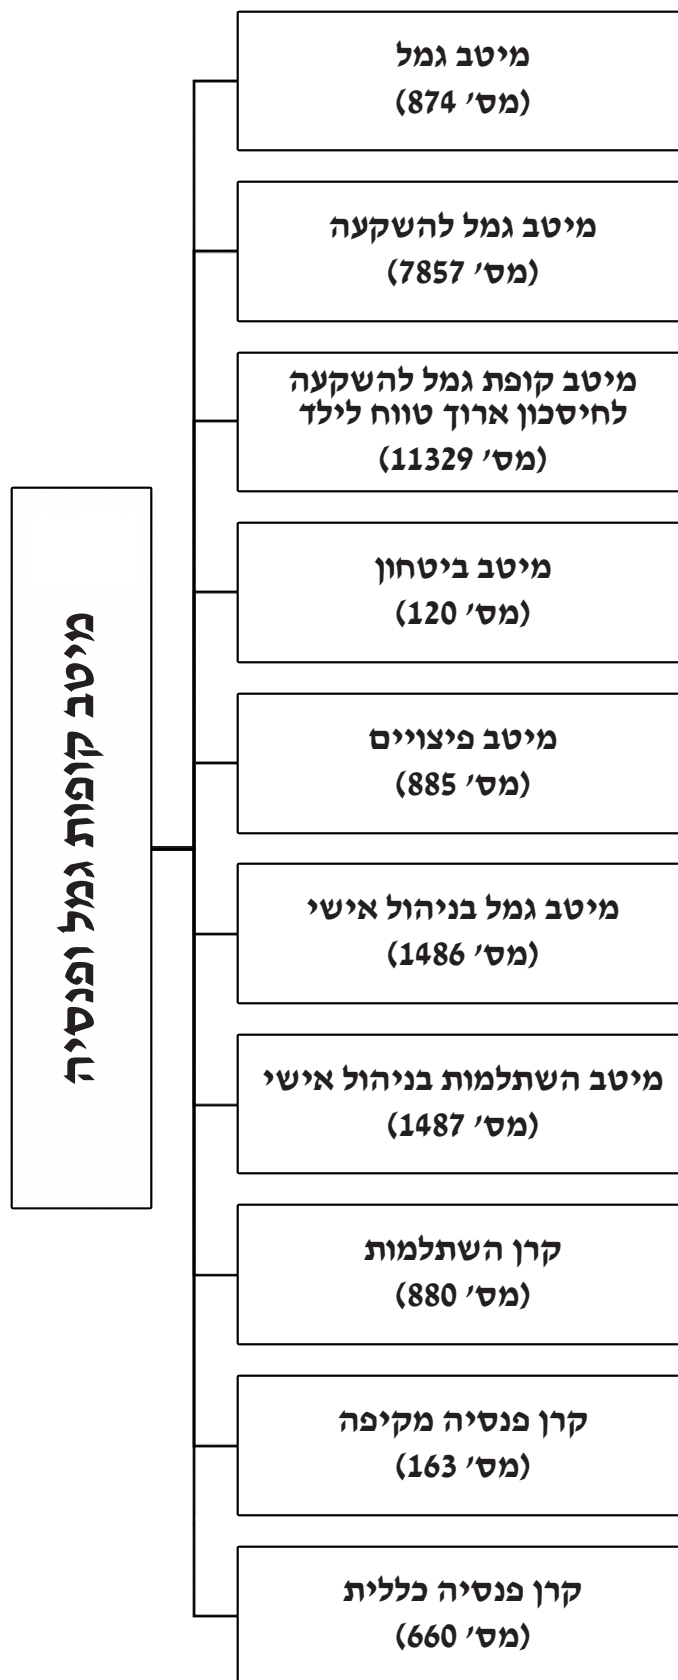 מיטב קופות גמל ופנסיה
מיטב גמל
(מס׳ 874)
מיטב גמל להשקעה
(מס׳ 7857)
מיטב קופת גמל להשקעה
לחיסכון ארוך טווח לילד
(מס׳ 11329)
מיטב ביטחון
(מס׳ 120)
מיטב פיצויים
(מס׳ 885)
מיטב גמל בניהול אישי
(מס׳ 1486)
מיטב השתלמות בניהול אישי
(מס׳ 1487)
קרן השתלמות
(מס׳ 880)
קרן פנסיה מקיפה
(מס׳ 163)
קרן פנסיה כללית
(מס׳ 660)